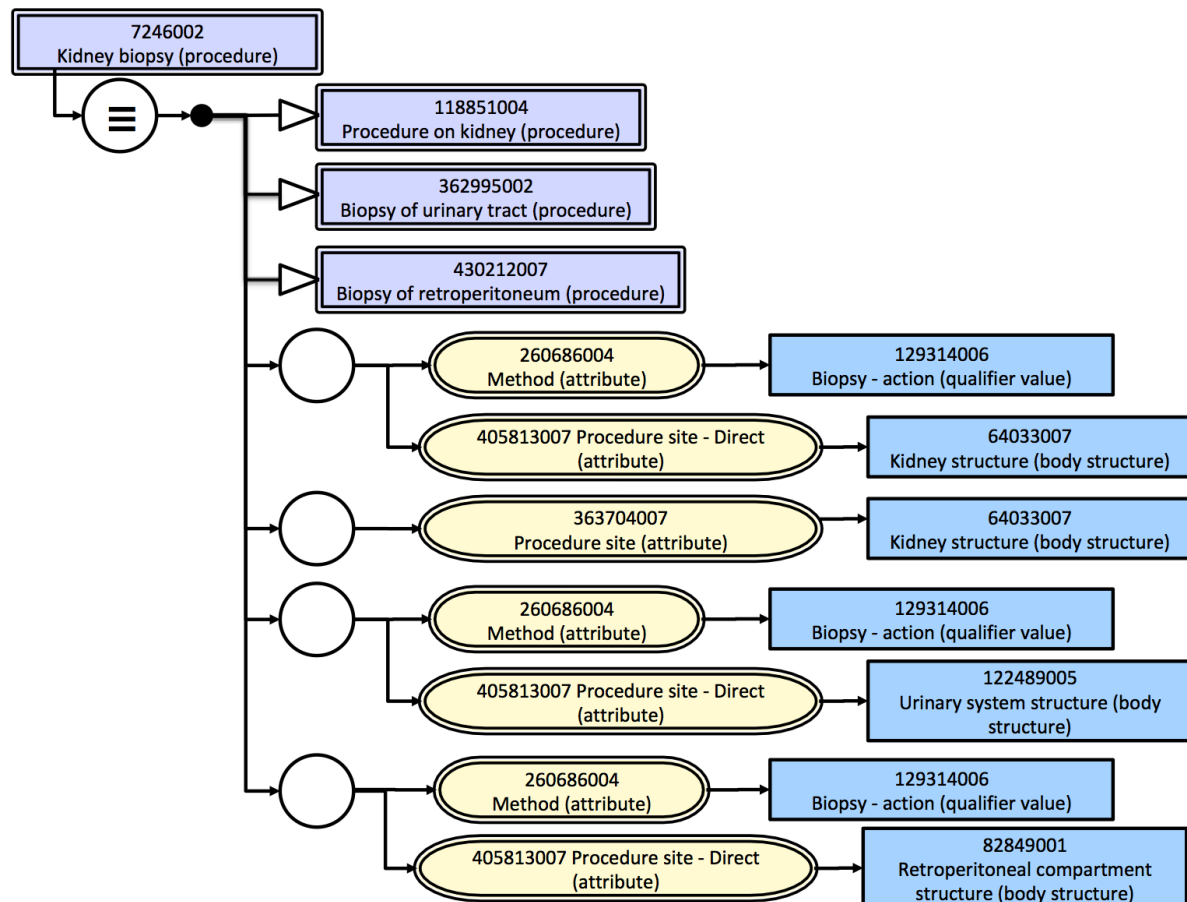 7246002
Kidney biopsy (procedure)
118851004
Procedure on kidney (procedure)
362995002
Biopsy of urinary tract (procedure)
430212007
Biopsy of retroperitoneum (procedure)
260686004
Method (attribute)
129314006
Biopsy - action (qualifier value)
405813007 Procedure site - Direct
(attribute)
64033007
Kidney structure (body structure)
363704007
Procedure site (attribute)
64033007
Kidney structure (body structure)
260686004
Method (attribute)
129314006
Biopsy - action (qualifier value)
405813007 Procedure site - Direct
(attribute)
122489005
Urinary system structure (body
structure)
260686004
Method (attribute)
129314006
Biopsy - action (qualifier value)
405813007 Procedure site - Direct
(attribute)
82849001
Retroperitoneal compartment
structure (body structure)